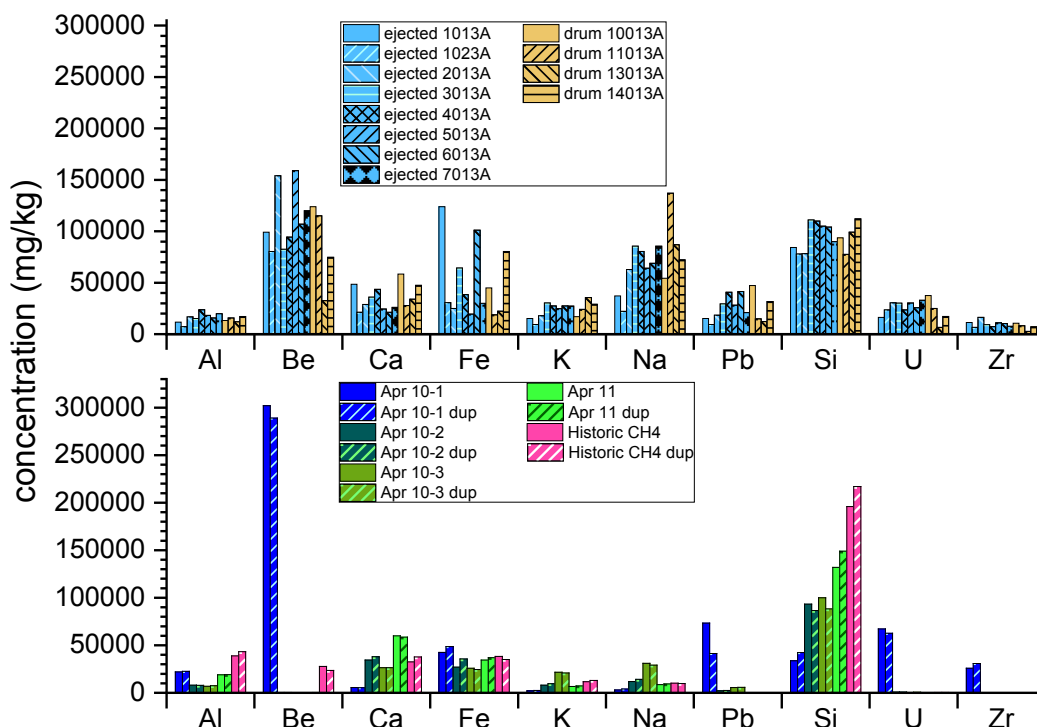 300000
250000
200000
150000
100000
50000
0
ejected 1013A
ejected 1023A
ejected 2013A
ejected 3013A
ejected 4013A
ejected 5013A
ejected 6013A
ejected 7013A
drum 10013A
drum 11013A
drum 13013A
drum 14013A
Al Be Ca Fe K Na Pb Si U Zr
concentration (mg/kg)
300000
250000
200000
150000
100000
50000
0
Apr 10-1
Apr 10-1 dup
Apr 10-2
Apr 10-2 dup
Apr 10-3
Apr 10-3 dup
Apr 11
Apr 11 dup
Historic CH4
Historic CH4 dup
Al Be Ca Fe K Na Pb Si U Zr